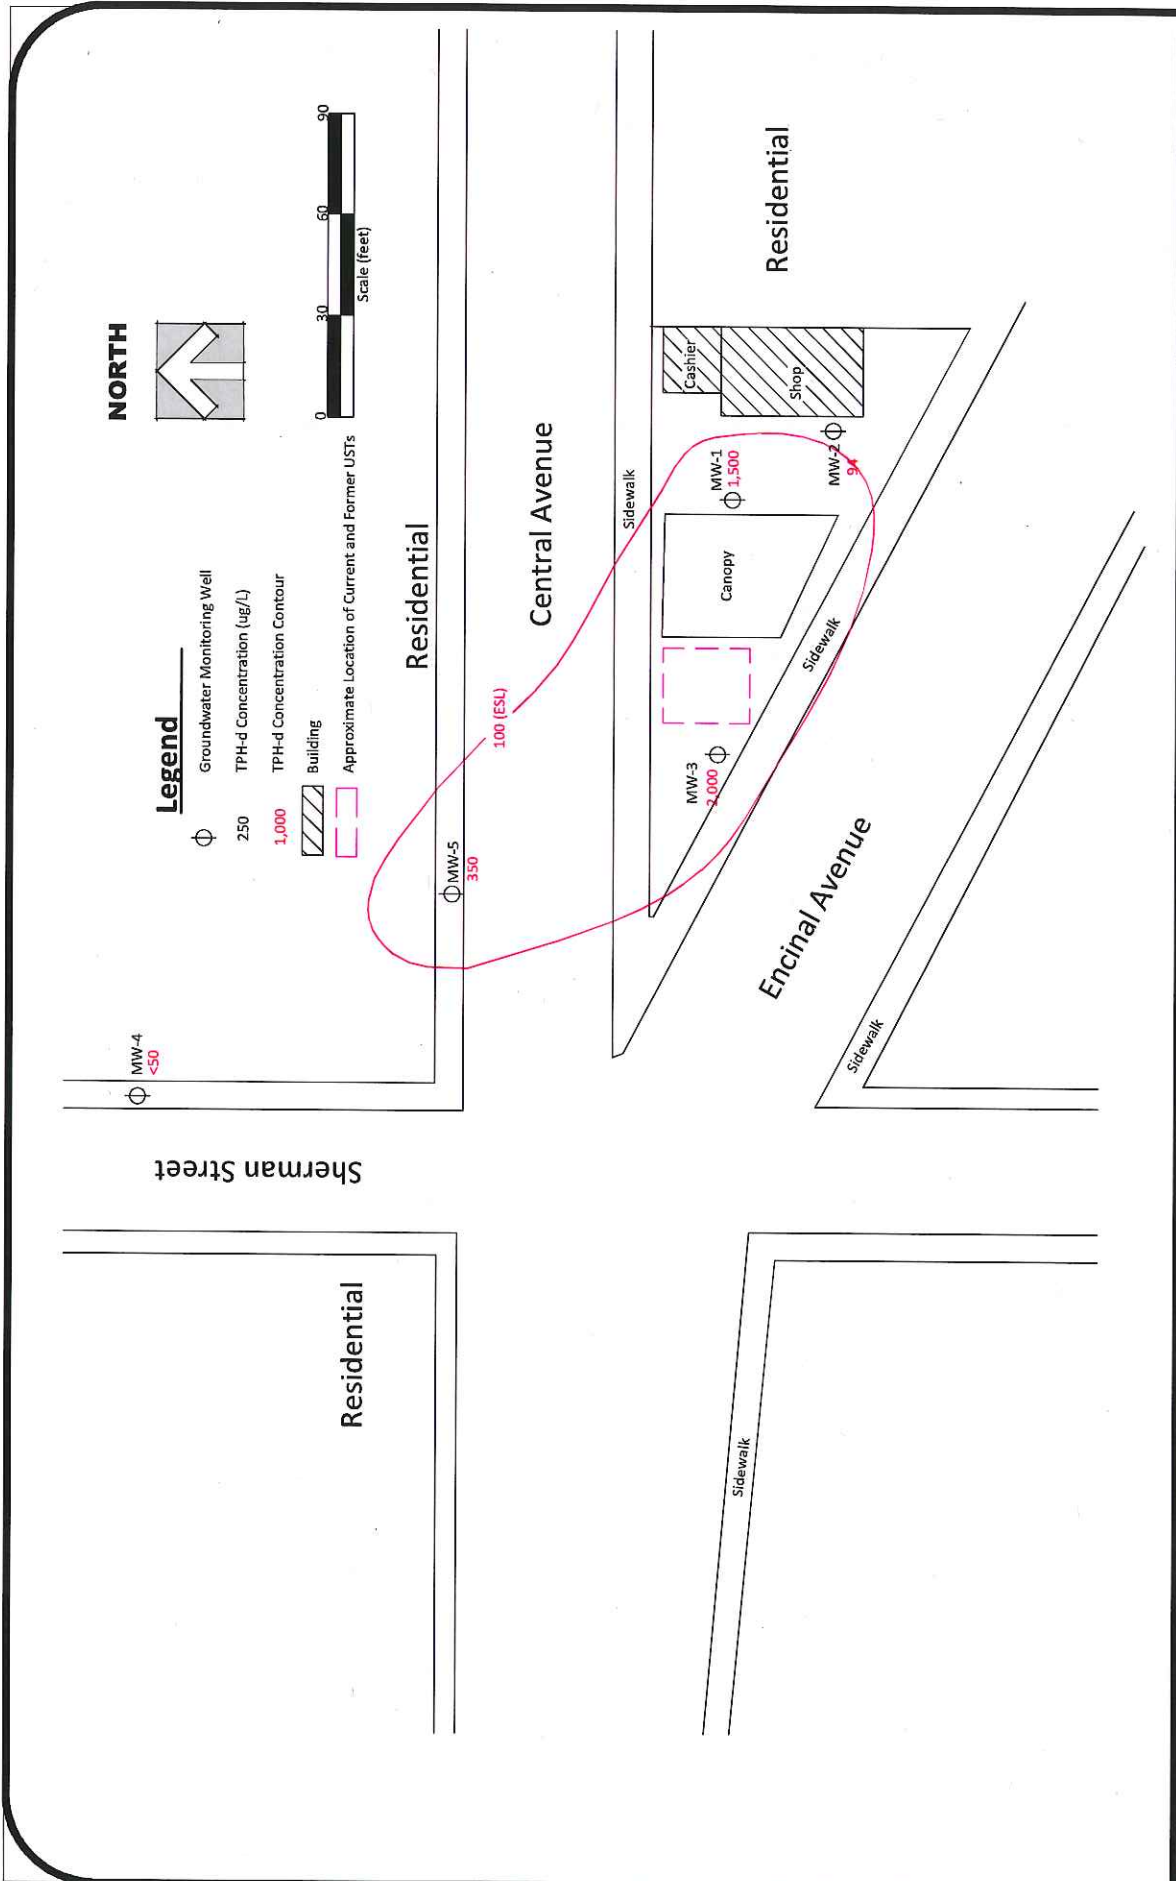 NORTH
Legend
Groundwater Monitoring Well
250 TPH-d Concentration (ug/L)
1,000 TPH-d Concentration Contour
Building
Approximate Location of Current and Former USTs
0 30 60 90
Scale (feet)
MW-4
<50
Sherman Street
Residential
Residential
MW-5
350
100 (ESL)
Central Avenue
Sidewalk
Residential
Cashier
Shop
MW-1
1,500
MW-2
94
Canopy
MW-3
2,000
Sidewalk
Encinal Avenue
Sidewalk
Sidewalk